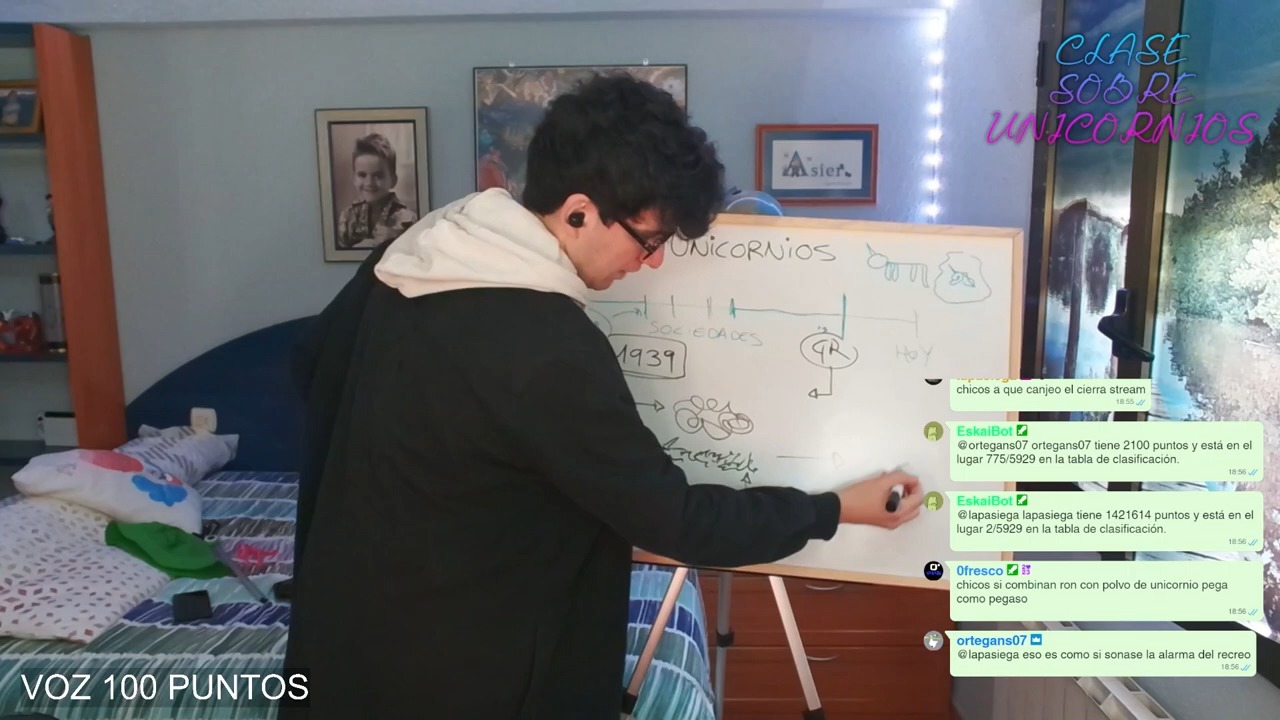 CLASE
SOBRE
UNICORNIOS
Asier
UNICORNIOS
SOCIEDADES
1939
GR
HOY
chicos a que canjeo el cierra stream
18:55
EskaiBot
@ortegans07 ortegans07 tiene 2100 puntos y está en el
lugar 775/5929 en la tabla de clasificación.
18:56
EskaiBot
@lapasiega lapasiega tiene 1421614 puntos y está en el
lugar 2/5929 en la tabla de clasificación.
18:56
0fresco
chicos si combinan ron con polvo de unicornio pega
como pegaso
18:56
ortegans07
@lapasiega eso es como si sonase la alarma del recreo
18:56
VOZ 100 PUNTOS